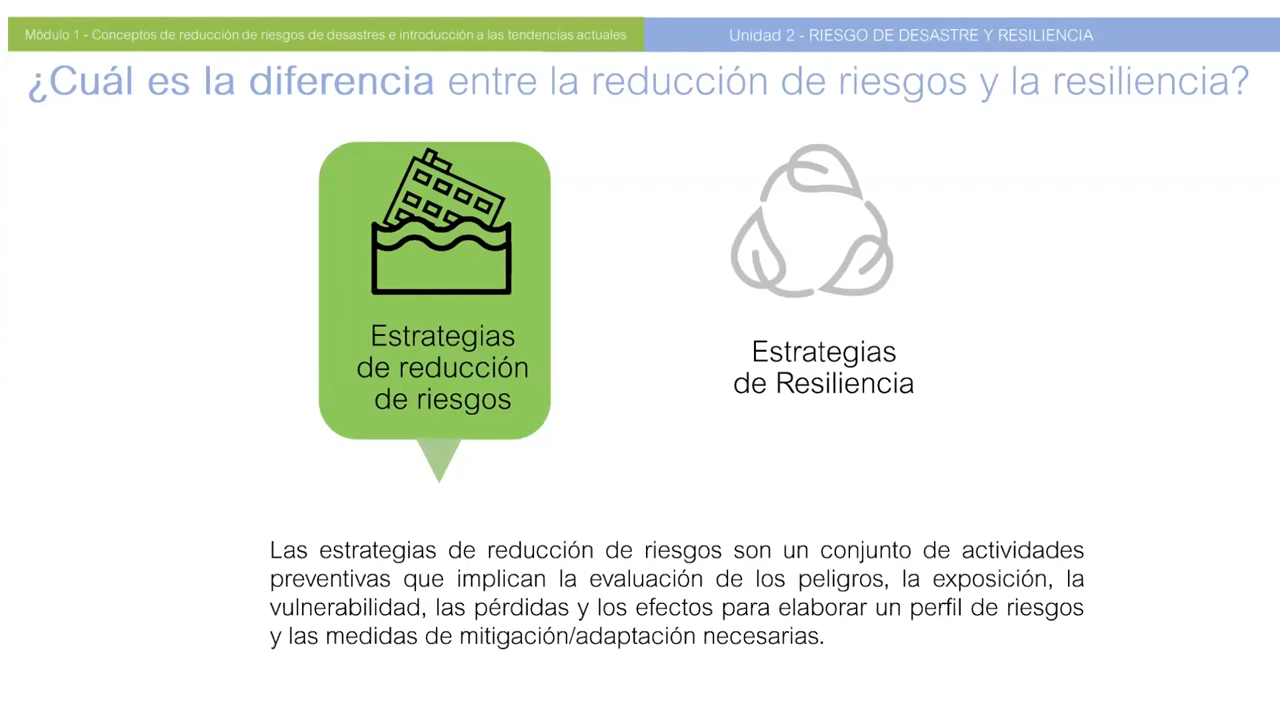 Módulo 1 - Conceptos de reducción de riesgos de desastres e introducción a las tendencias actuales
Unidad 2 - RIESGO DE DESASTRE Y RESILIENCIA
¿Cuál es la diferencia entre la reducción de riesgos y la resiliencia?
Estrategias
de reducción
de riesgos
Estrategias
de Resiliencia
Las estrategias de reducción de riesgos son un conjunto de actividades
preventivas que implican la evaluación de los peligros, la exposición, la
vulnerabilidad, las pérdidas y los efectos para elaborar un perfil de riesgos
y las medidas de mitigación/adaptación necesarias.